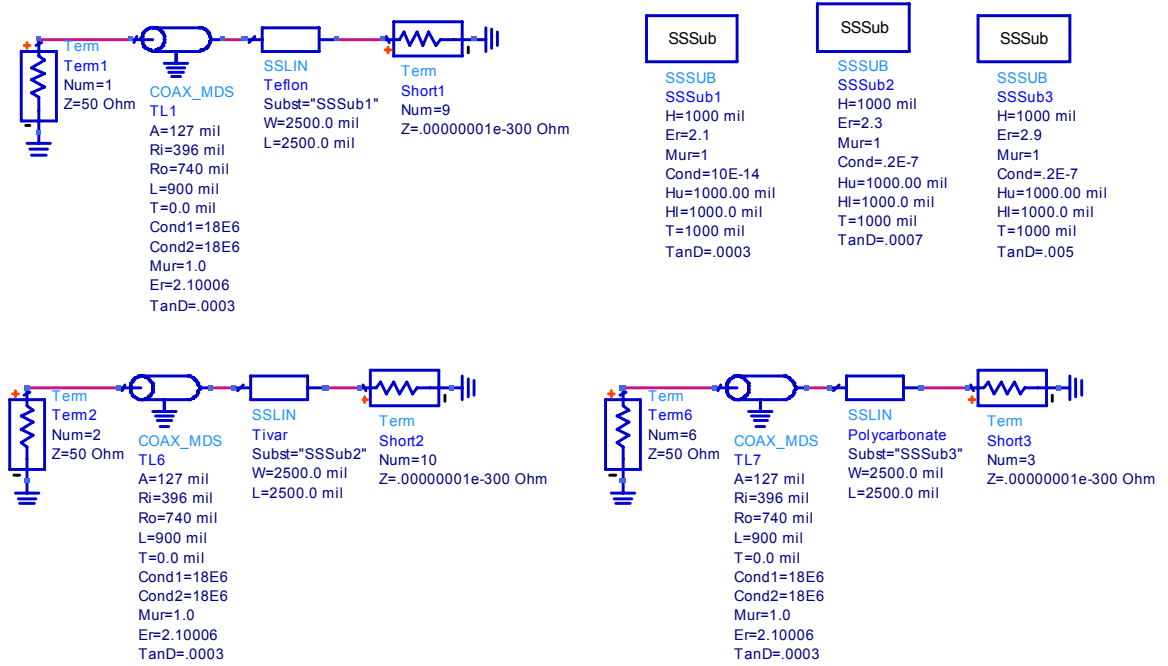 Term
Term1
Num=1
Z=50 Ohm
COAX_MDS
TL1
A=127 mil
Ri=396 mil
Ro=740 mil
L=900 mil
T=0.0 mil
Cond1=18E6
Cond2=18E6
Mur=1.0
Er=2.10006
TanD=.0003
SSLIN
Teflon
Subst="SSSub1"
W=2500.0 mil
L=2500.0 mil
Term
Short1
Num=9
Z=.00000001e-300 Ohm
SSSub
SSSUB
SSSub1
H=1000 mil
Er=2.1
Mur=1
Cond=10E-14
Hu=1000.00 mil
Hl=1000.0 mil
T=1000 mil
TanD=.0003
SSSub
SSSUB
SSSub2
H=1000 mil
Er=2.3
Mur=1
Cond=.2E-7
Hu=1000.00 mil
Hl=1000.0 mil
T=1000 mil
TanD=.0007
SSSub
SSSUB
SSSub3
H=1000 mil
Er=2.9
Mur=1
Cond=.2E-7
Hu=1000.00 mil
Hl=1000.0 mil
T=1000 mil
TanD=.005
Term
Term2
Num=2
Z=50 Ohm
COAX_MDS
TL6
A=127 mil
Ri=396 mil
Ro=740 mil
L=900 mil
T=0.0 mil
Cond1=18E6
Cond2=18E6
Mur=1.0
Er=2.10006
TanD=.0003
SSLIN
Tivar
Subst="SSSub2"
W=2500.0 mil
L=2500.0 mil
Term
Short2
Num=10
Z=.00000001e-300 Ohm
Term
Term6
Num=6
Z=50 Ohm
COAX_MDS
TL7
A=127 mil
Ri=396 mil
Ro=740 mil
L=900 mil
T=0.0 mil
Cond1=18E6
Cond2=18E6
Mur=1.0
Er=2.10006
TanD=.0003
SSLIN
Polycarbonate
Subst="SSSub3"
W=2500.0 mil
L=2500.0 mil
Term
Short3
Num=3
Z=.00000001e-300 Ohm